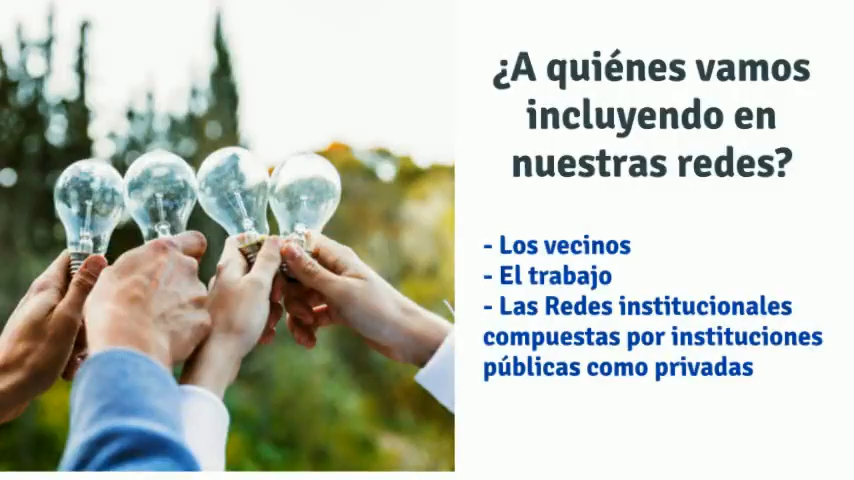 ¿A quiénes vamos
incluyendo en
nuestras redes?
- Los vecinos
- El trabajo
- Las Redes institucionales
compuestas por instituciones
públicas como privadas